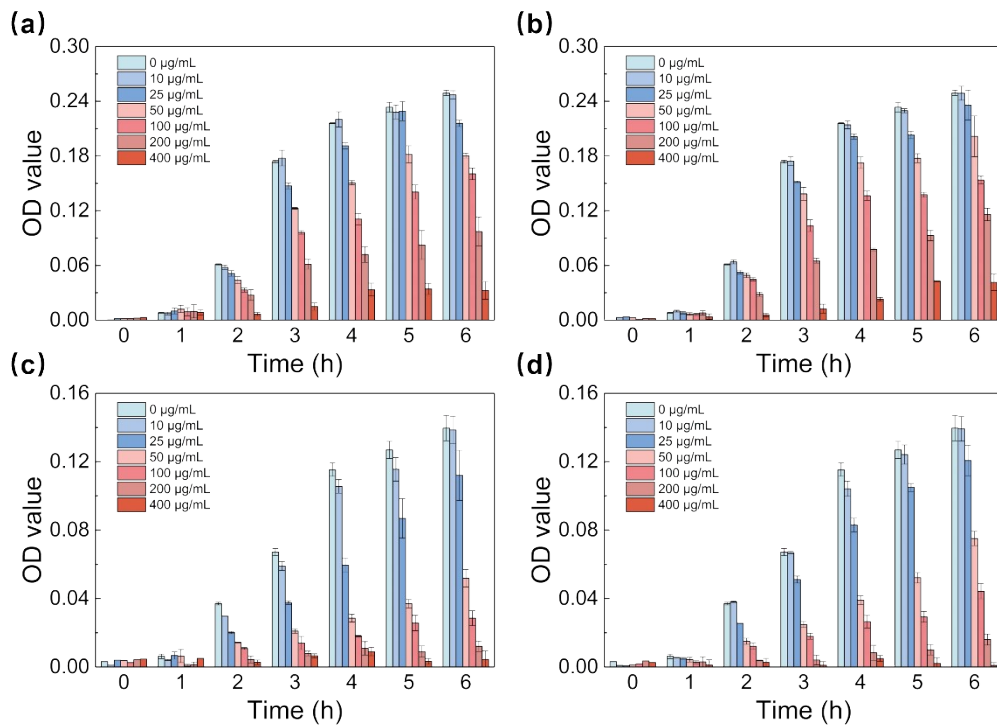 (a)
0.30
0.24
0.18
0.12
0.06
0.00
OD value
0 µg/mL
10 µg/mL
25 µg/mL
50 µg/mL
100 µg/mL
200 µg/mL
400 µg/mL
0 1 2 3 4 5 6
Time (h)
(b)
0.30
0.24
0.18
0.12
0.06
0.00
OD value
0 µg/mL
10 µg/mL
25 µg/mL
50 µg/mL
100 µg/mL
200 µg/mL
400 µg/mL
0 1 2 3 4 5 6
Time (h)
(c)
0.16
0.12
0.08
0.04
0.00
OD value
0 µg/mL
10 µg/mL
25 µg/mL
50 µg/mL
100 µg/mL
200 µg/mL
400 µg/mL
0 1 2 3 4 5 6
Time (h)
(d)
0.16
0.12
0.08
0.04
0.00
OD value
0 µg/mL
10 µg/mL
25 µg/mL
50 µg/mL
100 µg/mL
200 µg/mL
400 µg/mL
0 1 2 3 4 5 6
Time (h)